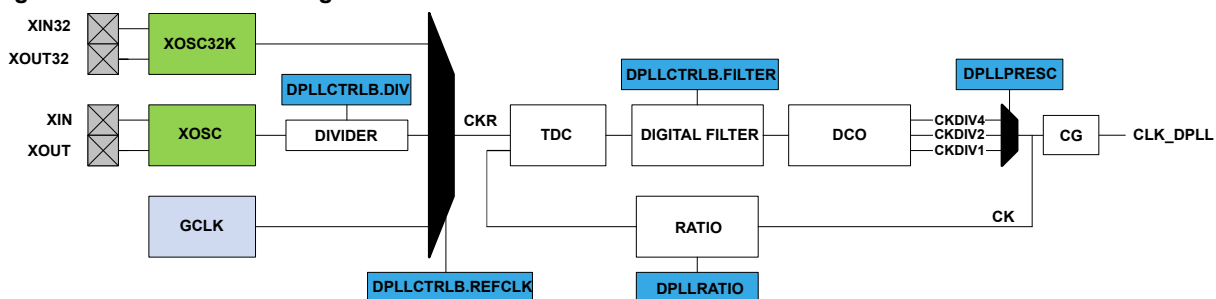 XIN32
XOUT32
XOSC32K
XIN
XOUT
XOSC
DPLLCTRLB.DIV
DIVIDER
GCLK
DPLLCTRLB.REFCLK
CKR
TDC
DPLLCTRLB.FILTER
DIGITAL FILTER
DCO
CKDIV4
CKDIV2
CKDIV1
DPLLPRESC
CG
CLK_DPLL
CK
RATIO
DPLLRATIO